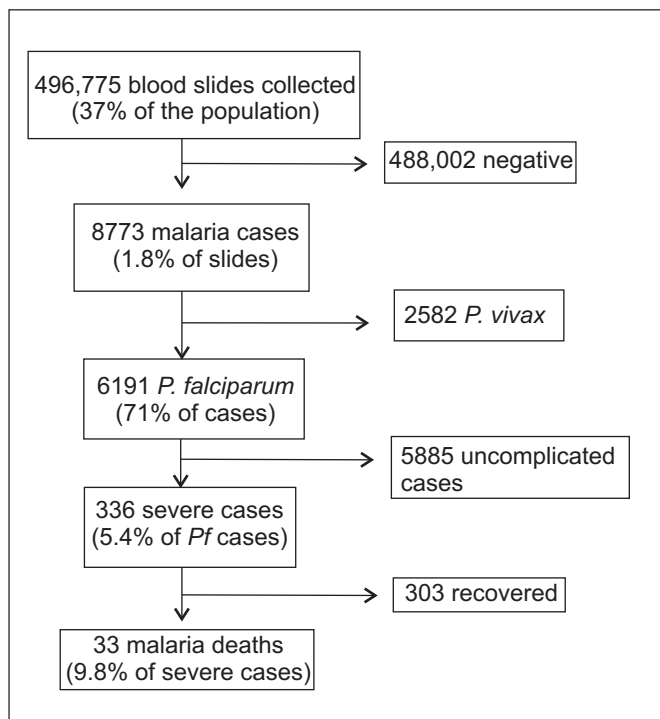 496,775 blood slides collected
(37% of the population)
488,002 negative
8773 malaria cases
(1.8% of slides)
2582 P. vivax
6191 P. falciparum
(71% of cases)
5885 uncomplicated
cases
336 severe cases
(5.4% of Pf cases)
303 recovered
33 malaria deaths
(9.8% of severe cases)